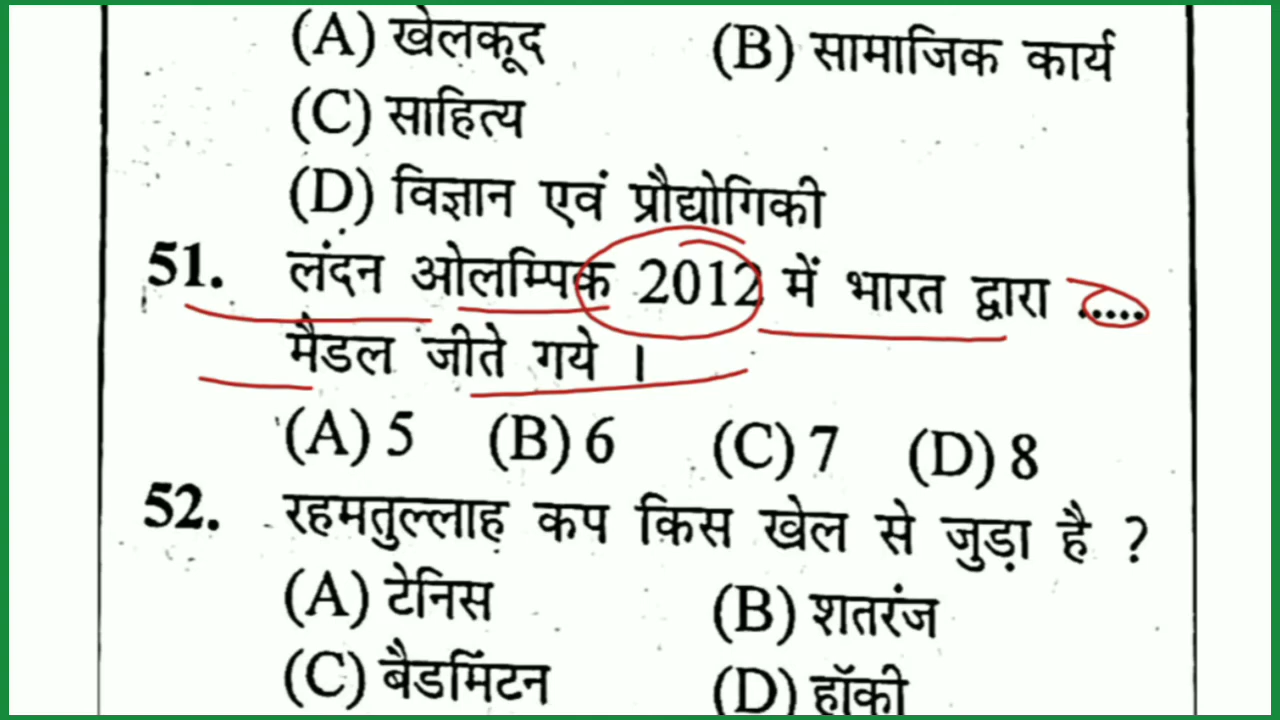 (A) खेलकूद (B) सामाजिक कार्य
(C) साहित्य
(D) विज्ञान एवं प्रौद्योगिकी
51. लंदन ओलम्पिक 2012 में भारत द्वारा .....
मैडल जीते गये ।
(A) 5 (B) 6 (C) 7 (D) 8
52. रहमतुल्लाह कप किस खेल से जुड़ा है ?
(A) टेनिस (B) शतरंज
(C) बैडमिंटन (D) हॉकी